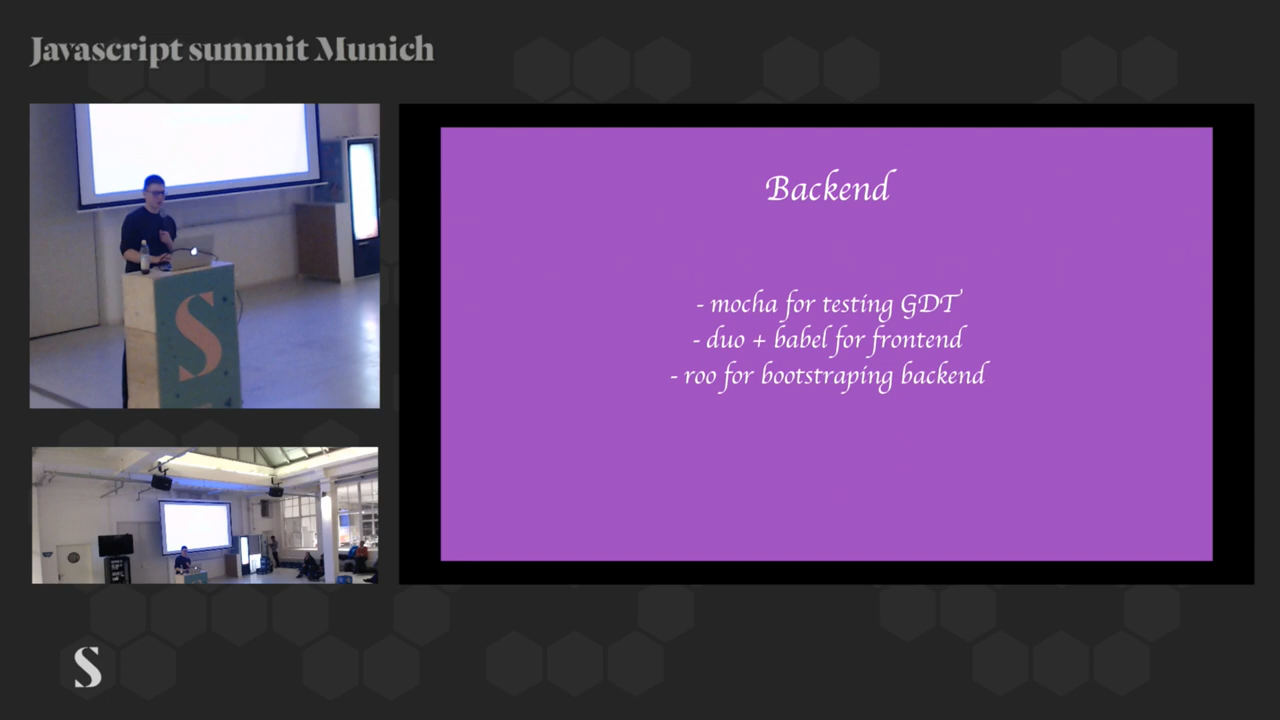 Javascript summit Munich
S
Backend
- mocha for testing GDT
- duo + babel for frontend
- roo for bootstraping backend
S